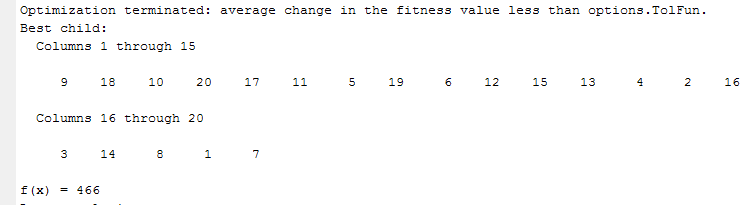 Optimization terminated: average change in the fitness value less than options.TolFun.
Best child:
Columns 1 through 15
9 18 10 20 17 11 5 19 6 12 15 13 4 2 16
Columns 16 through 20
3 14 8 1 7
f(x) = 466